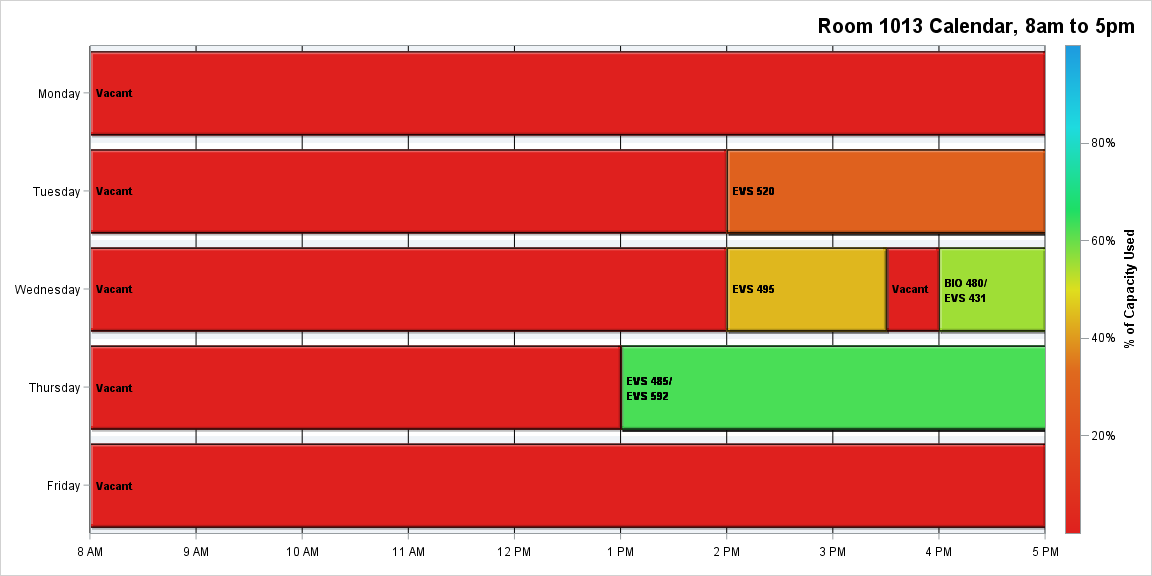 Room 1013 Calendar, 8am to 5pm
Monday
Vacant
Tuesday
Vacant
EVS 520
Wednesday
Vacant
EVS 495
Vacant
BIO 480/
EVS 431
Thursday
Vacant
EVS 485/
EVS 592
Friday
Vacant
8 AM
9 AM
10 AM
11 AM
12 PM
1 PM
2 PM
3 PM
4 PM
5 PM
80%
60%
40%
20%
% of Capacity Used